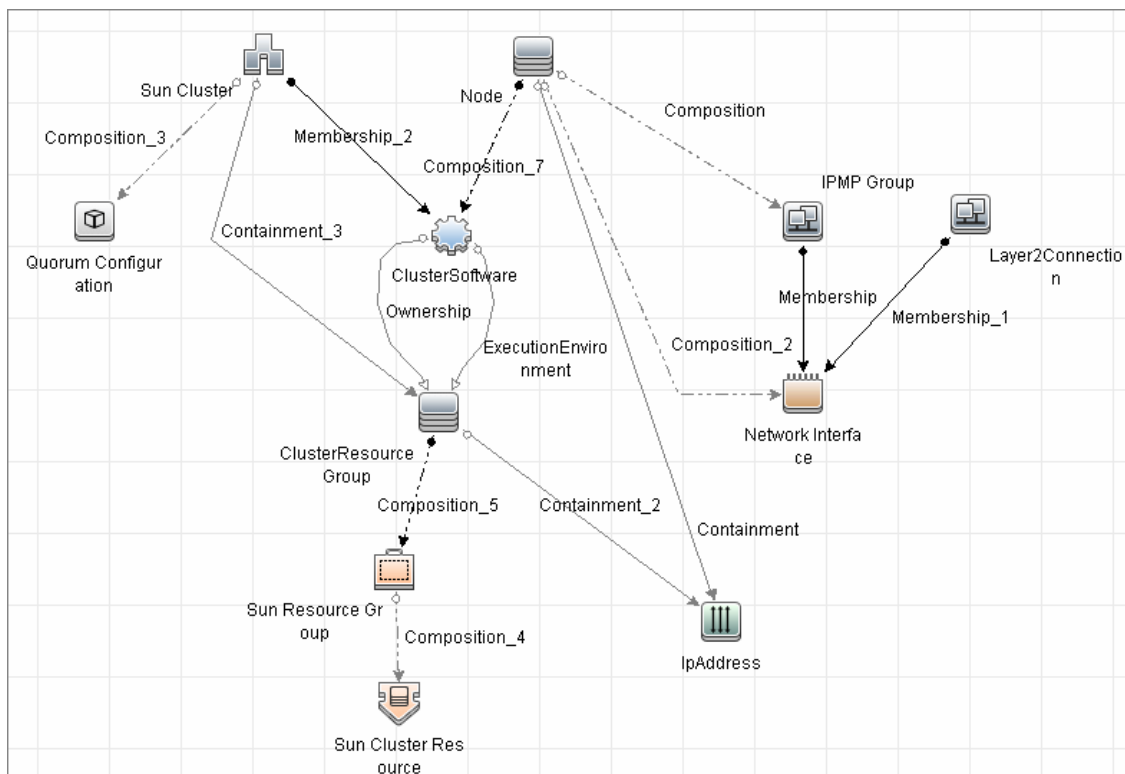 Sun Cluster
Node
Composition_3
Membership_2
Composition
Composition_7
IPMP Group
Containment_3
Quorum Configur
ation
ClusterSoftware
Layer2Connectio
n
Ownership
Membership
Membership_1
ExecutionEnviro
nment
Composition_2
Network Interfa
ce
ClusterResource
Group
Composition_5
Containment_2
Containment
Sun Resource Gr
oup
Composition_4
IpAddress
Sun Cluster Res
ource